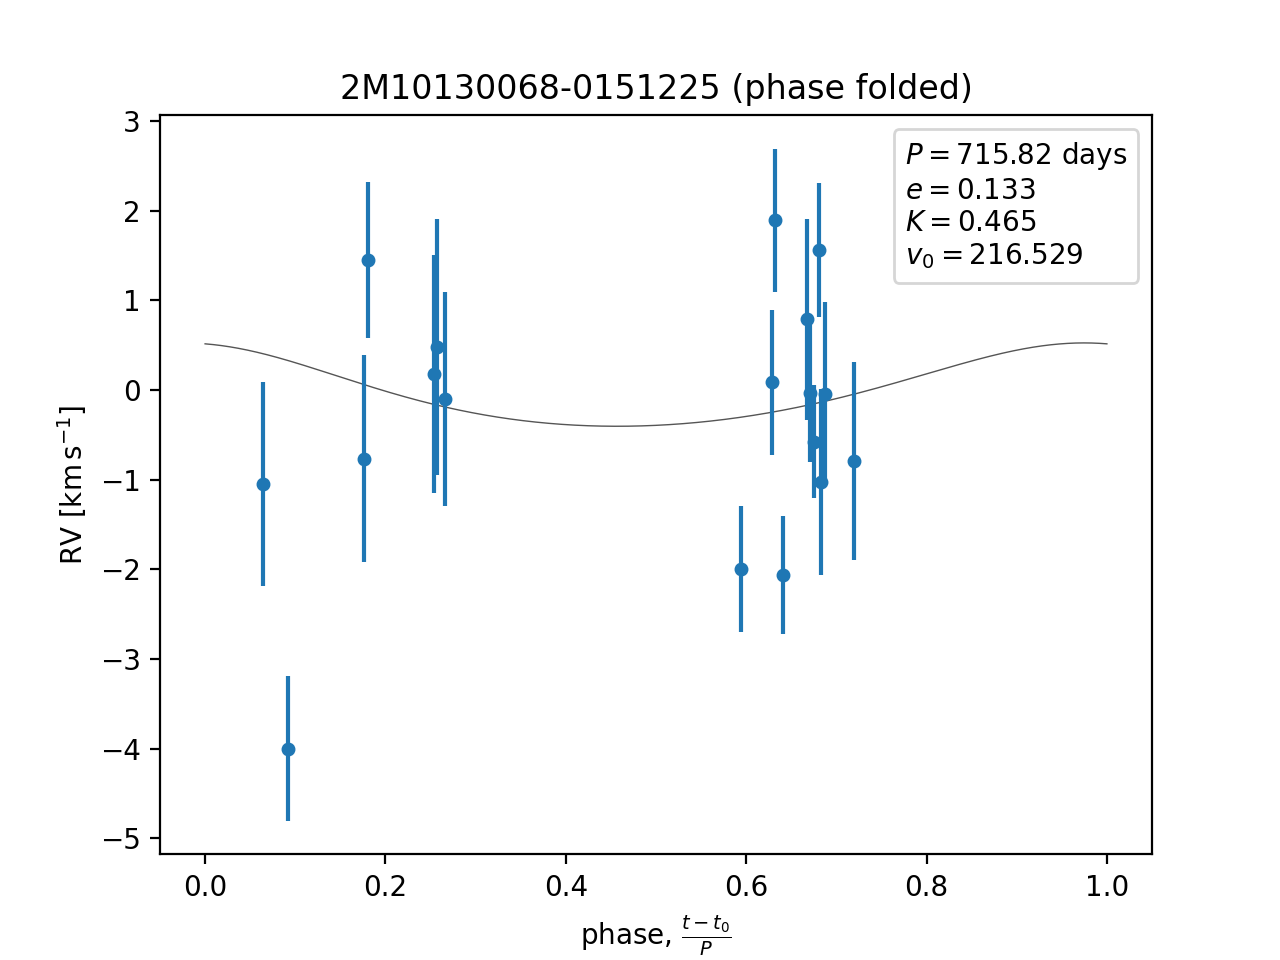 2M10130068-0151225 (phase folded)
P = 715.82 days
e = 0.133
K = 0.465
v₀ = 216.529
3
2
1
0
−1
−2
−3
−4
−5
RV [km s⁻¹]
0.0 0.2 0.4 0.6 0.8 1.0
phase, (t − t₀)/P